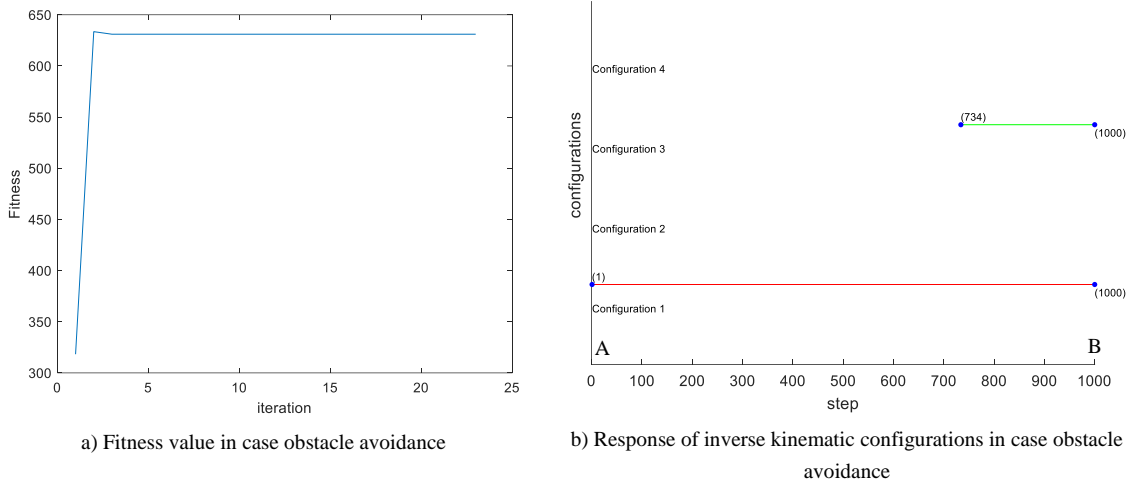 650
600
550
500
450
400
350
300
Fitness
0 5 10 15 20 25
iteration
a) Fitness value in case obstacle avoidance
configurations
Configuration 4
(734)
(1000)
Configuration 3
Configuration 2
(1)
(1000)
Configuration 1
A B
0 100 200 300 400 500 600 700 800 900 1000
step
b) Response of inverse kinematic configurations in case obstacle
avoidance